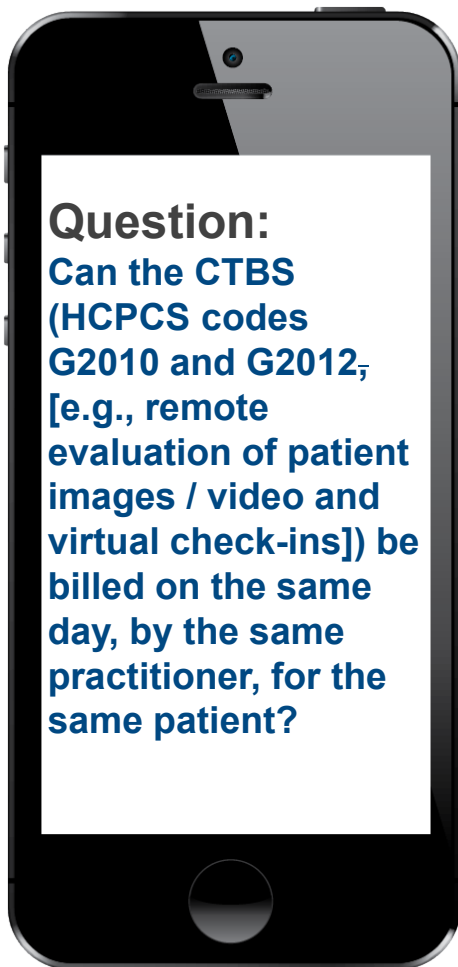 Question:
Can the CTBS
(HCPCS codes
G2010 and G2012,
[e.g., remote
evaluation of patient
images / video and
virtual check-ins]) be
billed on the same
day, by the same
practitioner, for the
same patient?